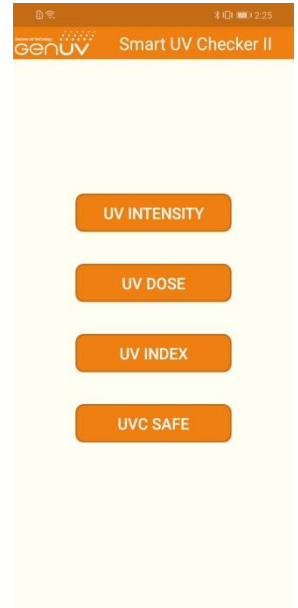 2:25
GenUV
Smart UV Checker II
UV INTENSITY
UV DOSE
UV INDEX
UVC SAFE